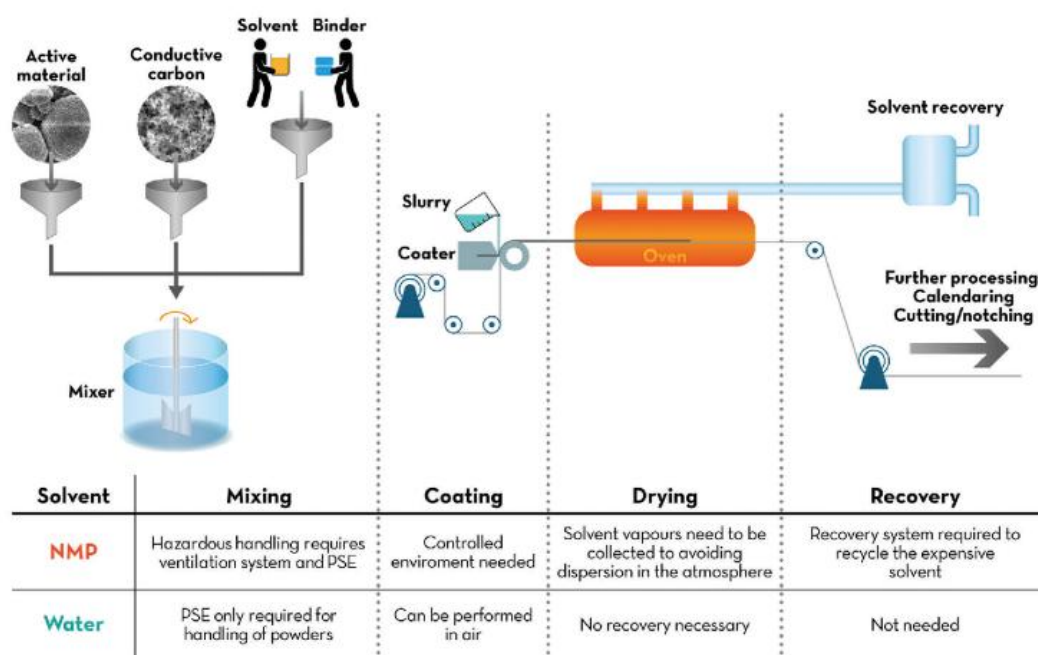 Solvent
Binder
Active
material
Conductive
carbon
Mixer
Slurry
Coater
Oven
Solvent recovery
Further processing
Calendaring
Cutting/notching
Solvent
Mixing
Coating
Drying
Recovery
NMP
Hazardous handling requires
ventilation system and PSE
Controlled
enviroment needed
Solvent vapours need to be
collected to avoiding
dispersion in the atmosphere
Recovery system required to
recycle the expensive
solvent
Water
PSE only required for
handling of powders
Can be performed
in air
No recovery necessary
Not needed